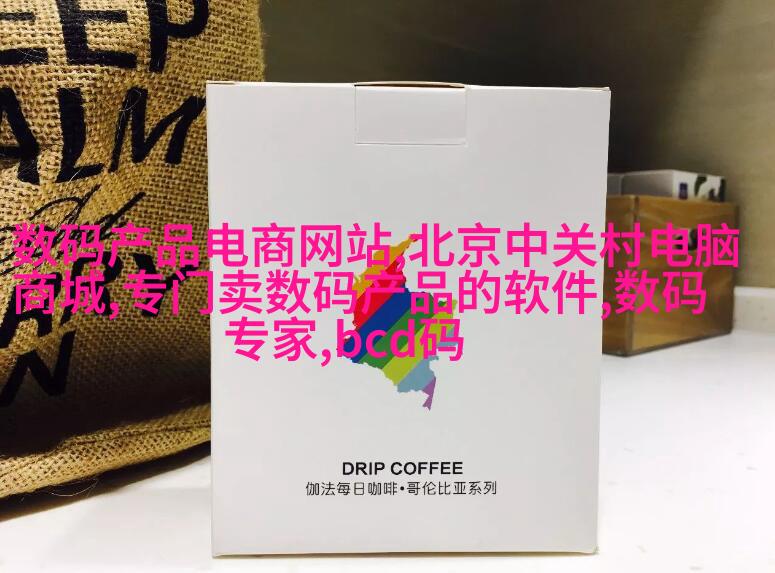 EEP
ALM
数码产品电商网站,北京中关村电脑
商城,专门卖数码产品的软件,数码
专家,bcd码
DRIP COFFEE
伽法每日咖啡•哥伦比亚系列